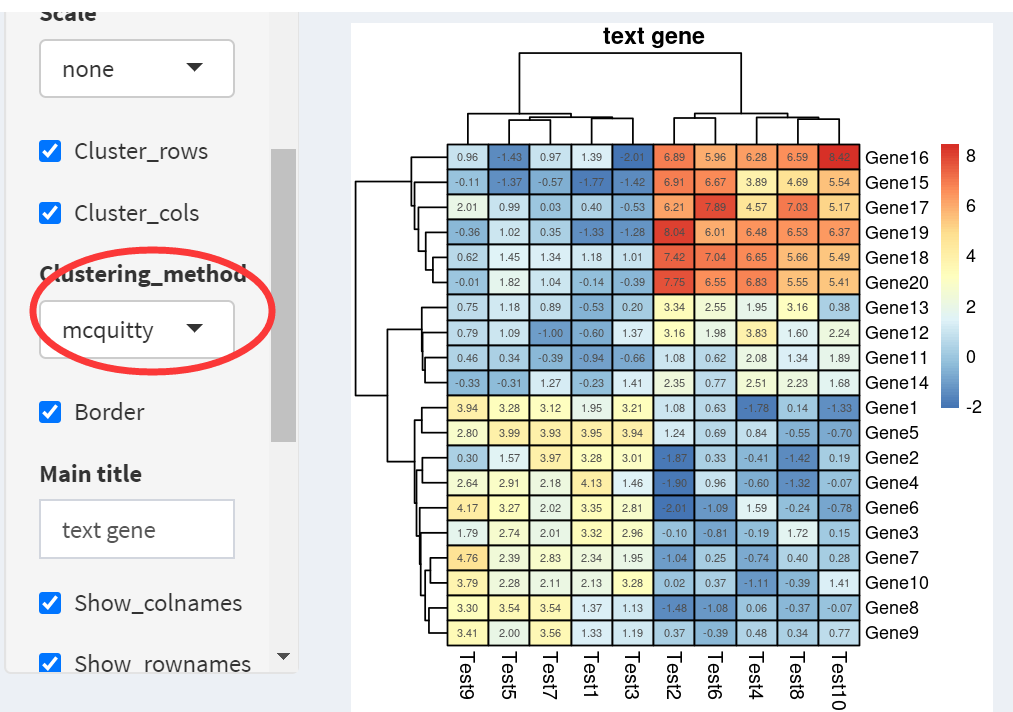 Scale
none
Cluster_rows
Cluster_cols
Clustering_method
mcquitty
Border
Main title
text gene
Show_colnames
Show_rownames
text gene
0.96 -1.43 0.97 1.39 -2.01 6.89 5.96 6.28 6.59 8.42 Gene16
-0.11 -1.37 -0.57 -1.77 -1.42 6.91 6.67 3.89 4.69 5.54 Gene15
2.01 0.99 0.03 0.40 -0.53 6.21 7.89 4.57 7.03 5.17 Gene17
-0.36 1.02 0.35 -1.33 -1.28 8.04 6.01 6.48 6.53 6.37 Gene19
0.62 1.45 1.34 1.18 1.01 7.42 7.04 6.65 5.66 5.49 Gene18
-0.01 1.82 1.04 -0.14 -0.39 7.75 6.55 6.83 5.55 5.41 Gene20
0.75 1.18 0.89 -0.53 0.20 3.34 2.55 1.95 3.16 0.38 Gene13
0.79 1.09 -1.00 -0.60 1.37 3.16 1.98 3.83 1.60 2.24 Gene12
0.46 0.34 -0.39 -0.94 -0.66 1.08 0.62 2.08 1.34 1.89 Gene11
-0.33 -0.31 1.27 -0.23 1.41 2.35 0.77 2.51 2.23 1.68 Gene14
3.94 3.28 3.12 1.95 3.21 1.08 0.63 -1.78 0.14 -1.33 Gene1
2.80 3.99 3.93 3.95 3.94 1.24 0.69 0.84 -0.55 -0.70 Gene5
0.30 1.57 3.97 3.28 3.01 -1.87 0.33 -0.41 -1.42 0.19 Gene2
2.64 2.91 2.18 4.13 1.46 -1.90 0.96 -0.60 -1.32 -0.07 Gene4
4.17 3.27 2.02 3.35 2.81 -2.01 -1.09 1.59 -0.24 -0.78 Gene6
1.79 2.74 2.01 3.32 2.96 -0.10 -0.81 -0.19 1.72 0.15 Gene3
4.76 2.39 2.83 2.34 1.95 -1.04 0.25 -0.74 0.40 0.28 Gene7
3.79 2.28 2.11 2.13 3.28 0.02 0.37 -1.11 -0.39 1.41 Gene10
3.30 3.54 3.54 1.37 1.13 -1.48 -1.08 0.06 -0.37 -0.07 Gene8
3.41 2.00 3.56 1.33 1.19 0.37 -0.39 0.48 0.34 0.77 Gene9
Test9 Test5 Test7 Test1 Test3 Test2 Test6 Test4 Test8 Test10
8
6
4
2
0
-2